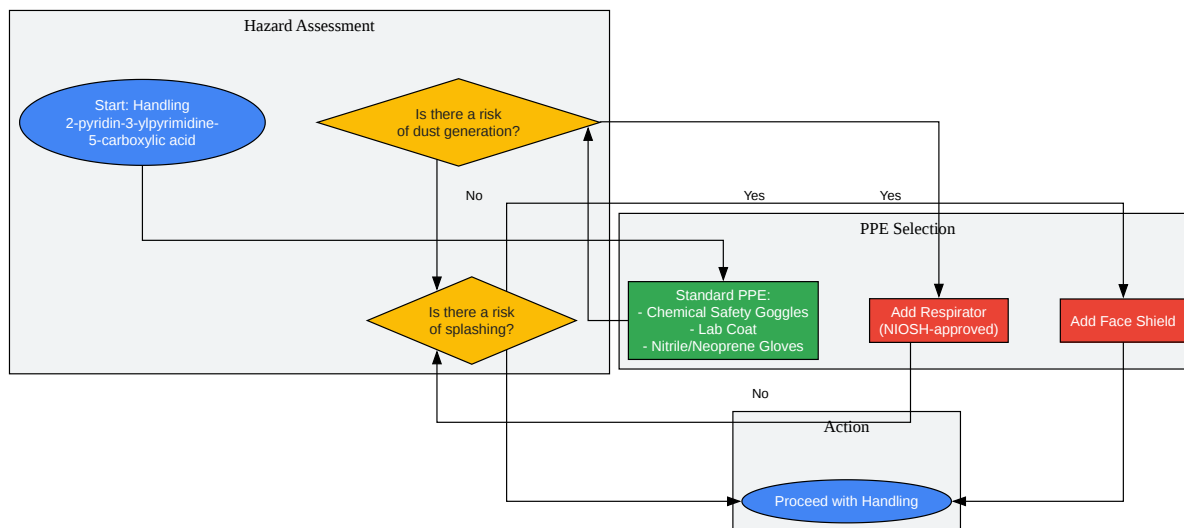 Hazard Assessment
Start: Handling
2-pyridin-3-ylpyrimidine-
5-carboxylic acid
Is there a risk
of dust generation?
No
Yes
Yes
PPE Selection
Is there a risk
of splashing?
Standard PPE:
- Chemical Safety Goggles
- Lab Coat
- Nitrile/Neoprene Gloves
Add Respirator
(NIOSH-approved)
Add Face Shield
No
Action
Proceed with Handling